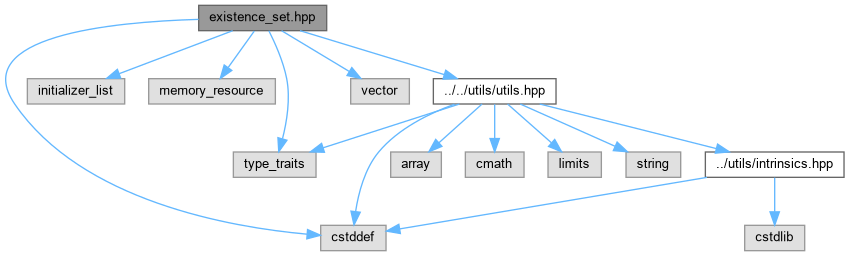 existence_set.hpp
initializer_list
memory_resource
vector
../../utils/utils.hpp
type_traits
array
cmath
limits
string
../utils/intrinsics.hpp
cstddef
cstdlib